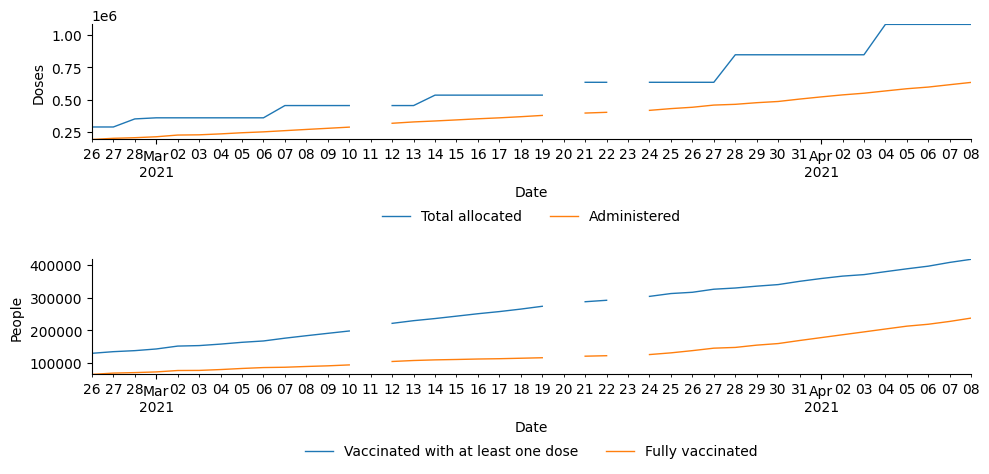 1e6
1.00
0.75
0.50
0.25
Doses
26 27 28 Mar 02 03 04 05 06 07 08 09 10 11 12 13 14 15 16 17 18 19 20 21 22 23 24 25 26 27 28 29 30 31 Apr 02 03 04 05 06 07 08
2021 2021
Date
Total allocated Administered
400000
300000
200000
100000
People
26 27 28 Mar 02 03 04 05 06 07 08 09 10 11 12 13 14 15 16 17 18 19 20 21 22 23 24 25 26 27 28 29 30 31 Apr 02 03 04 05 06 07 08
2021 2021
Date
Vaccinated with at least one dose Fully vaccinated